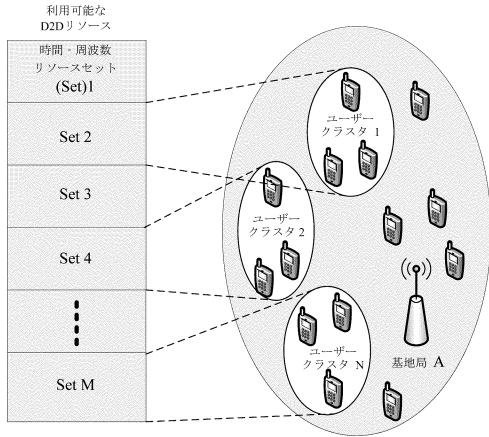 利用可能な
D2Dリソース
時間‐周波数
リソースセット
(Set)1
Set 2
Set 3
Set 4
Set M
ユーザー
クラスタ 1
ユーザー
クラスタ 2
ユーザー
クラスタ N
基地局 A